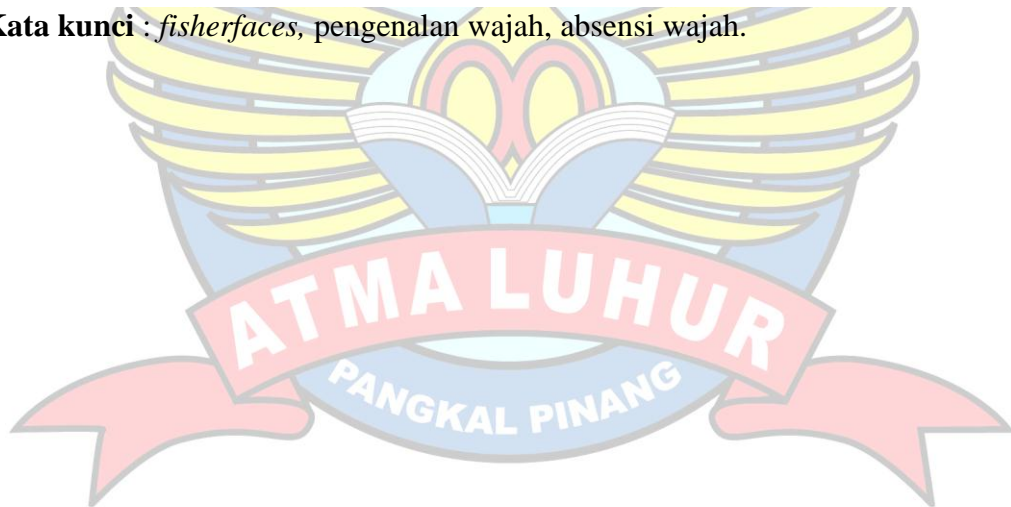 Kata kunci : fisherfaces, pengenalan wajah, absensi wajah.
ATMA LUHUR
PANGKAL PINANG